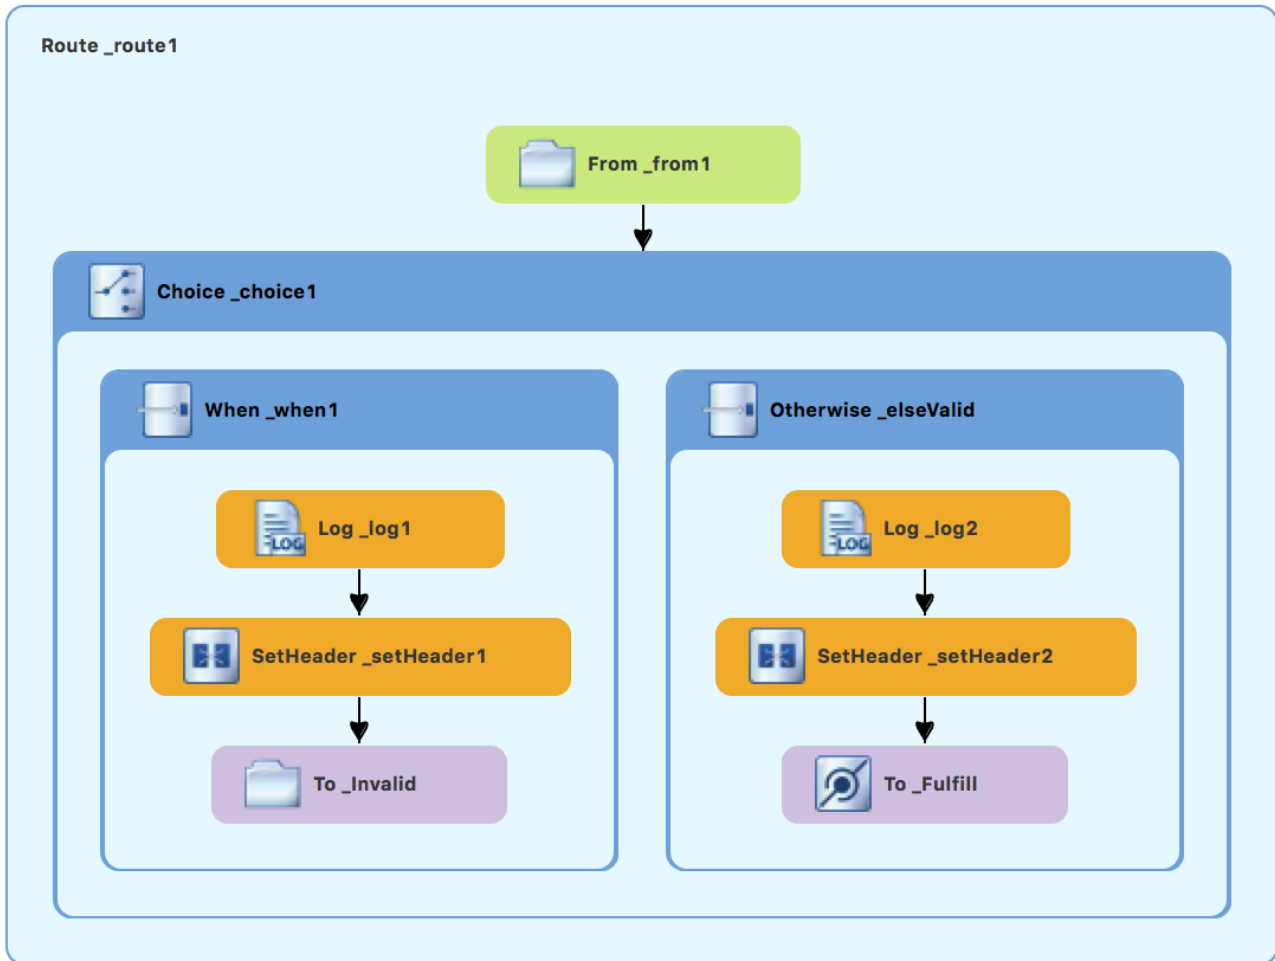 Route _route1
From _from1
Choice _choice1
When _when1
Otherwise _elseValid
LOG Log _log1
LOG Log _log2
SetHeader _setHeader1
SetHeader _setHeader2
To _Invalid
To _Fulfill